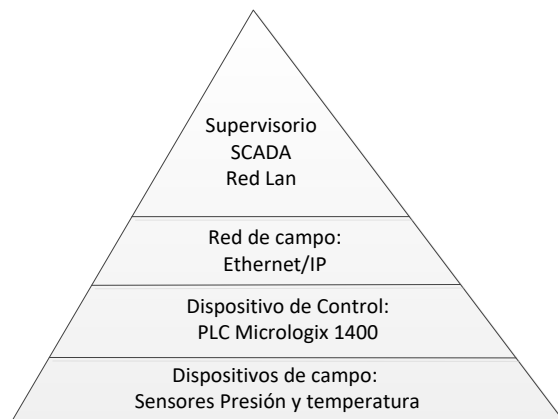 Supervisorio
SCADA
Red Lan
Red de campo:
Ethernet/IP
Dispositivo de Control:
PLC Micrologix 1400
Dispositivos de campo:
Sensores Presión y temperatura